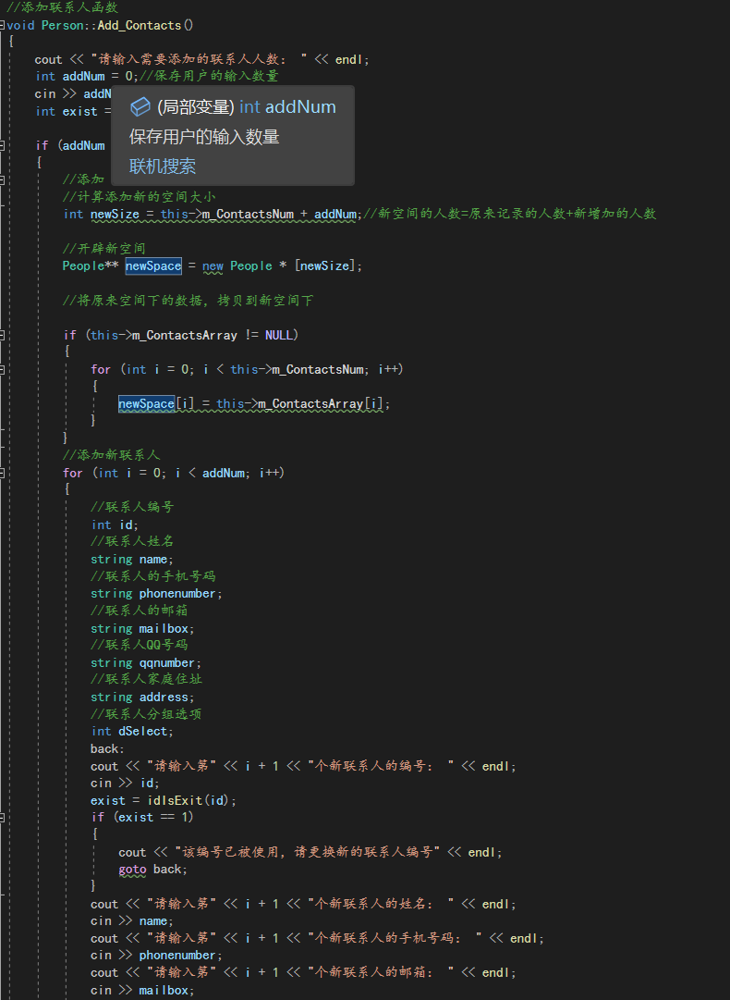 //添加联系人函数
void Person::Add_Contacts()
{
cout << "请输入需要添加的联系人人数： " << endl;
int addNum = 0;//保存用户的输入数量
cin >> addN
int exist =
(局部变量) int addNum
保存用户的输入数量
联机搜索
if (addNum
{
//添加
//计算添加新的空间大小
int newSize = this->m_ContactsNum + addNum;//新空间的人数=原来记录的人数+新增加的人数
//开辟新空间
People** newSpace = new People * [newSize];
//将原来空间下的数据，拷贝到新空间下
if (this->m_ContactsArray != NULL)
{
for (int i = 0; i < this->m_ContactsNum; i++)
{
newSpace[i] = this->m_ContactsArray[i];
}
}
//添加新联系人
for (int i = 0; i < addNum; i++)
{
//联系人编号
int id;
//联系人姓名
string name;
//联系人的手机号码
string phonenumber;
//联系人的邮箱
string mailbox;
//联系人QQ号码
string qqnumber;
//联系人家庭住址
string address;
//联系人分组选项
int dSelect;
back:
cout << "请输入第" << i + 1 << "个新联系人的编号： " << endl;
cin >> id;
exist = idIsExit(id);
if (exist == 1)
{
cout << "该编号已被使用，请更换新的联系人编号" << endl;
goto back;
}
cout << "请输入第" << i + 1 << "个新联系人的姓名： " << endl;
cin >> name;
cout << "请输入第" << i + 1 << "个新联系人的手机号码： " << endl;
cin >> phonenumber;
cout << "请输入第" << i + 1 << "个新联系人的邮箱： " << endl;
cin >> mailbox;